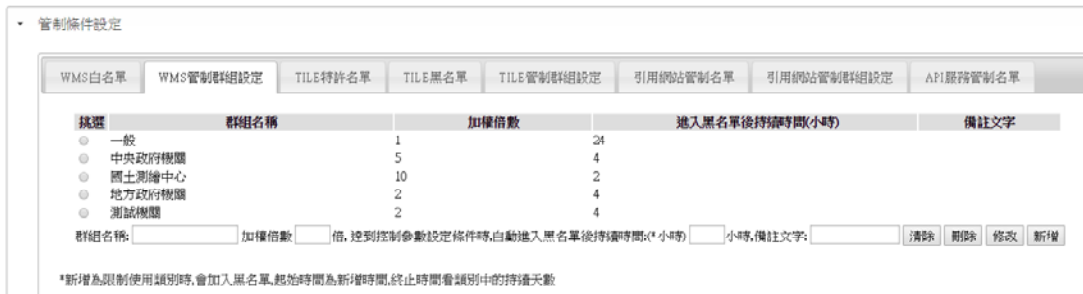 管制條件設定
WMS白名單 WMS管制群組設定 TILE特許名單 TILE黑名單 TILE管制群組設定 引用網站管制名單 引用網站管制群組設定 API服務管制名單
挑選 群組名稱 加權倍數 進入黑名單後持續時間(小時) 備註文字
一般 1 24
中央政府機關 5 4
國土測繪中心 10 2
地方政府機關 2 4
測試機關 2 4
群組名稱: 加權倍數 倍, 達到控制參數設定條件時,自動進入黑名單後持續時間:(*小時) 小時,備註文字: 清除 刪除 修改 新增
*新增為限制使用類別時,會加入黑名單,起始時間為新增時間,終止時間看類別中的持續天數